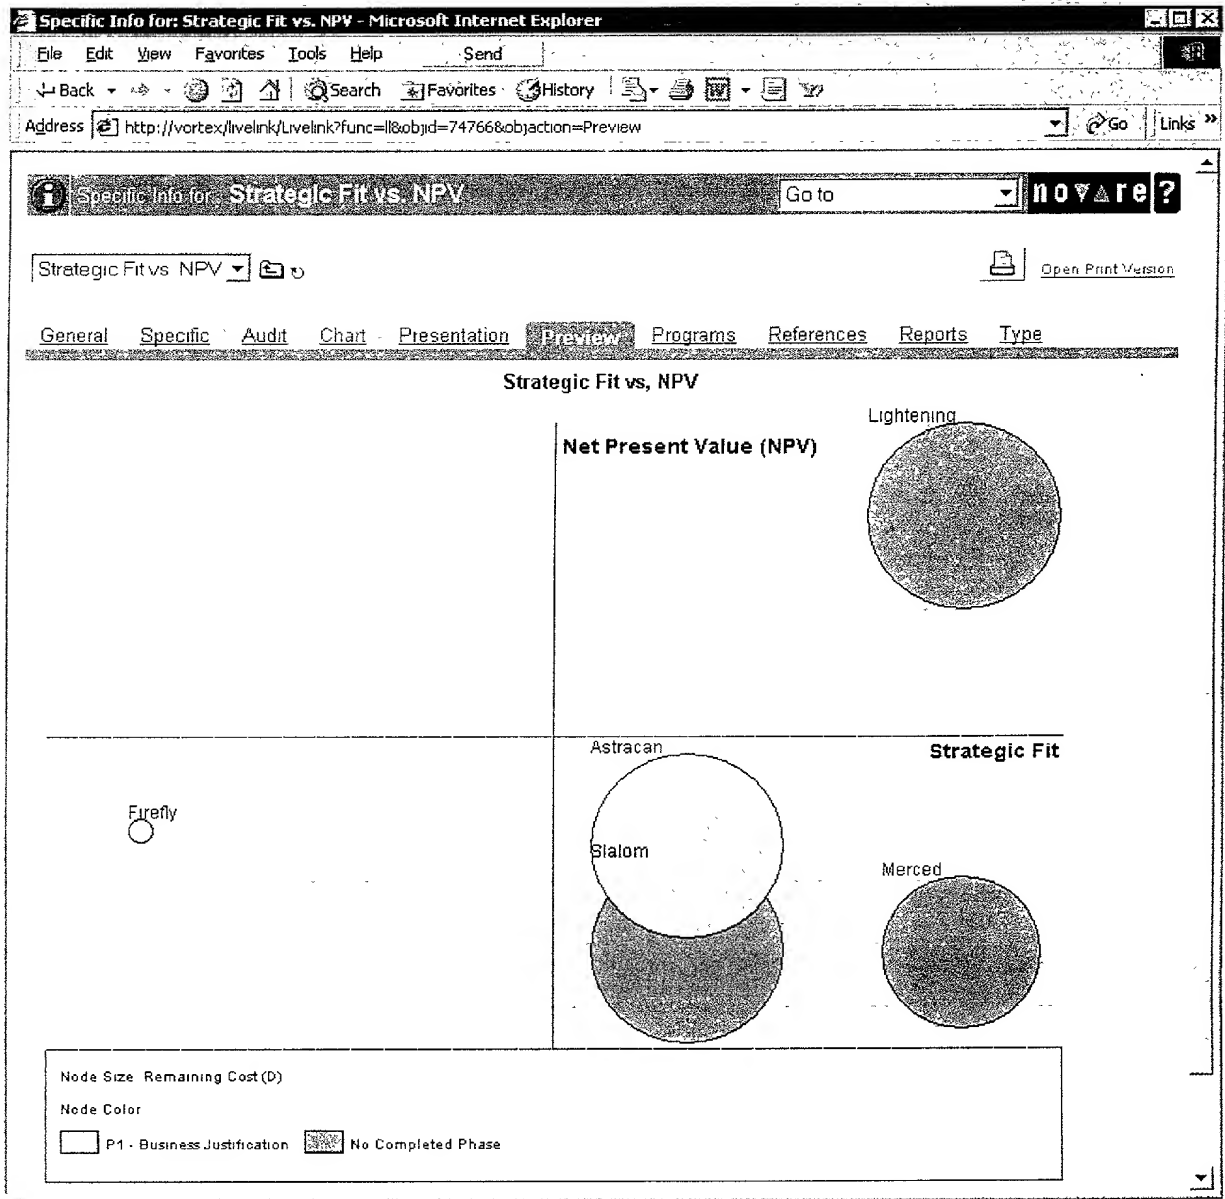 Specific Info for: Strategic Fit vs. NPV - Microsoft Internet Explorer
File Edit View Favorites Tools Help Send
Back Search Favorites History
Address http://vortex/livelink/Livelink?func=ll&objid=74766&objaction=Preview Go Links »
Specific Info for: Strategic Fit vs. NPV Go to novare ?
Strategic Fit vs NPV Open Print Version
General Specific Audit Chart Presentation Preview Programs References Reports Type
Strategic Fit vs, NPV
Lightening
Net Present Value (NPV)
Astracan
Strategic Fit
Firefly
Slalom
Merced
Node Size Remaining Cost (D)
Node Color
P1 - Business Justification No Completed Phase